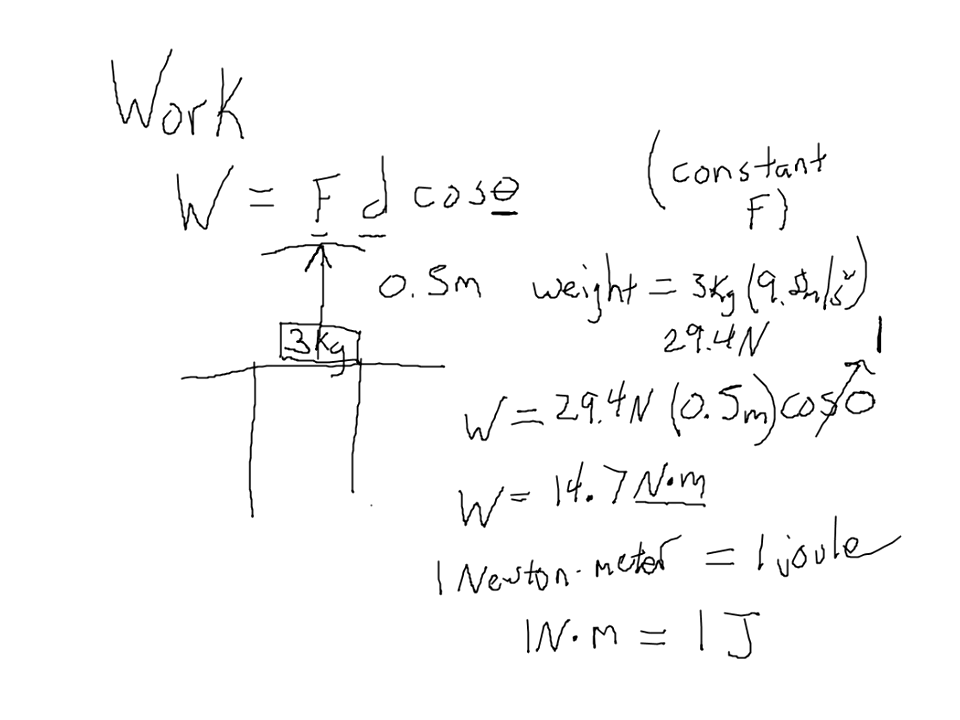 Work
W = F d cosθ
(constant
F)
0.5m
weight = 3Kg (9.8m/s²)
29.4N
3Kg
1
W = 29.4N (0.5m) cos0
W = 14.7 N·m
1 Newton·meter = 1 joule
1N·m = 1 J